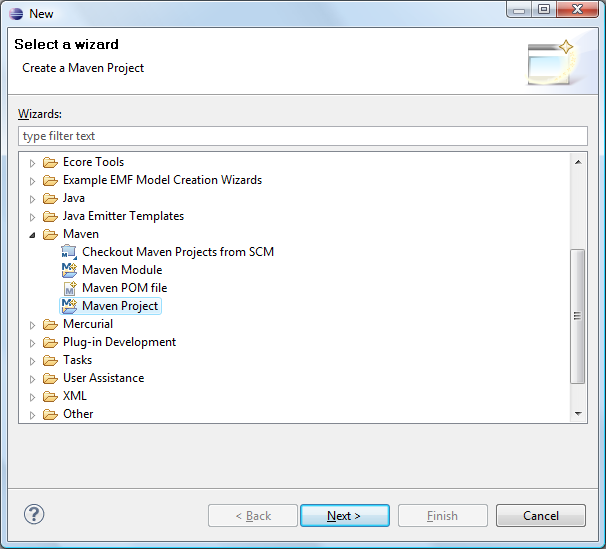 New
Select a wizard
Create a Maven Project
Wizards:
type filter text
Ecore Tools
Example EMF Model Creation Wizards
Java
Java Emitter Templates
Maven
Checkout Maven Projects from SCM
Maven Module
Maven POM file
Maven Project
Mercurial
Plug-in Development
Tasks
User Assistance
XML
Other
? < Back Next > Finish Cancel